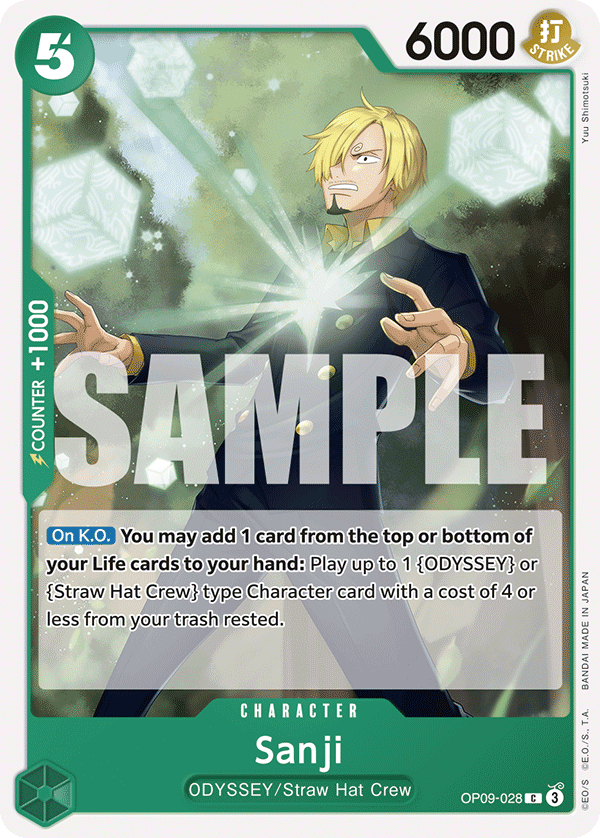 5
6000
打
STRIKE
Yuu Shimotsuki
COUNTER +1000
SAMPLE
On K.O. You may add 1 card from the top or bottom of
your Life cards to your hand: Play up to 1 {ODYSSEY} or
{Straw Hat Crew} type Character card with a cost of 4 or
less from your trash rested.
CHARACTER
Sanji
ODYSSEY/Straw Hat Crew
OP09-028 C 3
©EO/S ©E.O./S., T.A. BANDAI MADE IN JAPAN